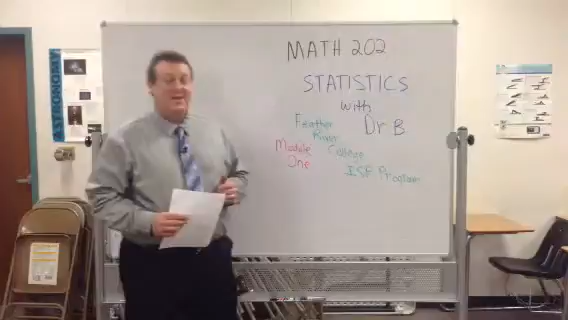 ASTRONOMY
MATH 202
STATISTICS
with
Dr B
Feather
River
College
Module
One
ISP Program